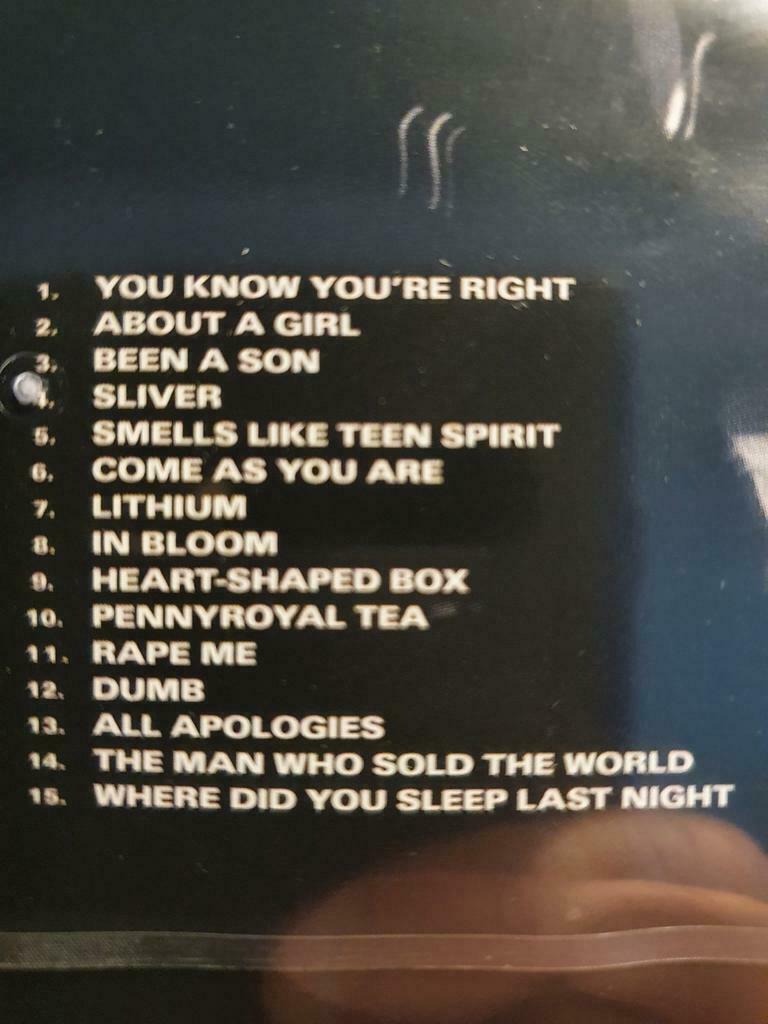 1. YOU KNOW YOU'RE RIGHT
2. ABOUT A GIRL
3. BEEN A SON
4. SLIVER
5. SMELLS LIKE TEEN SPIRIT
6. COME AS YOU ARE
7. LITHIUM
8. IN BLOOM
9. HEART-SHAPED BOX
10. PENNYROYAL TEA
11. RAPE ME
12. DUMB
13. ALL APOLOGIES
14. THE MAN WHO SOLD THE WORLD
15. WHERE DID YOU SLEEP LAST NIGHT